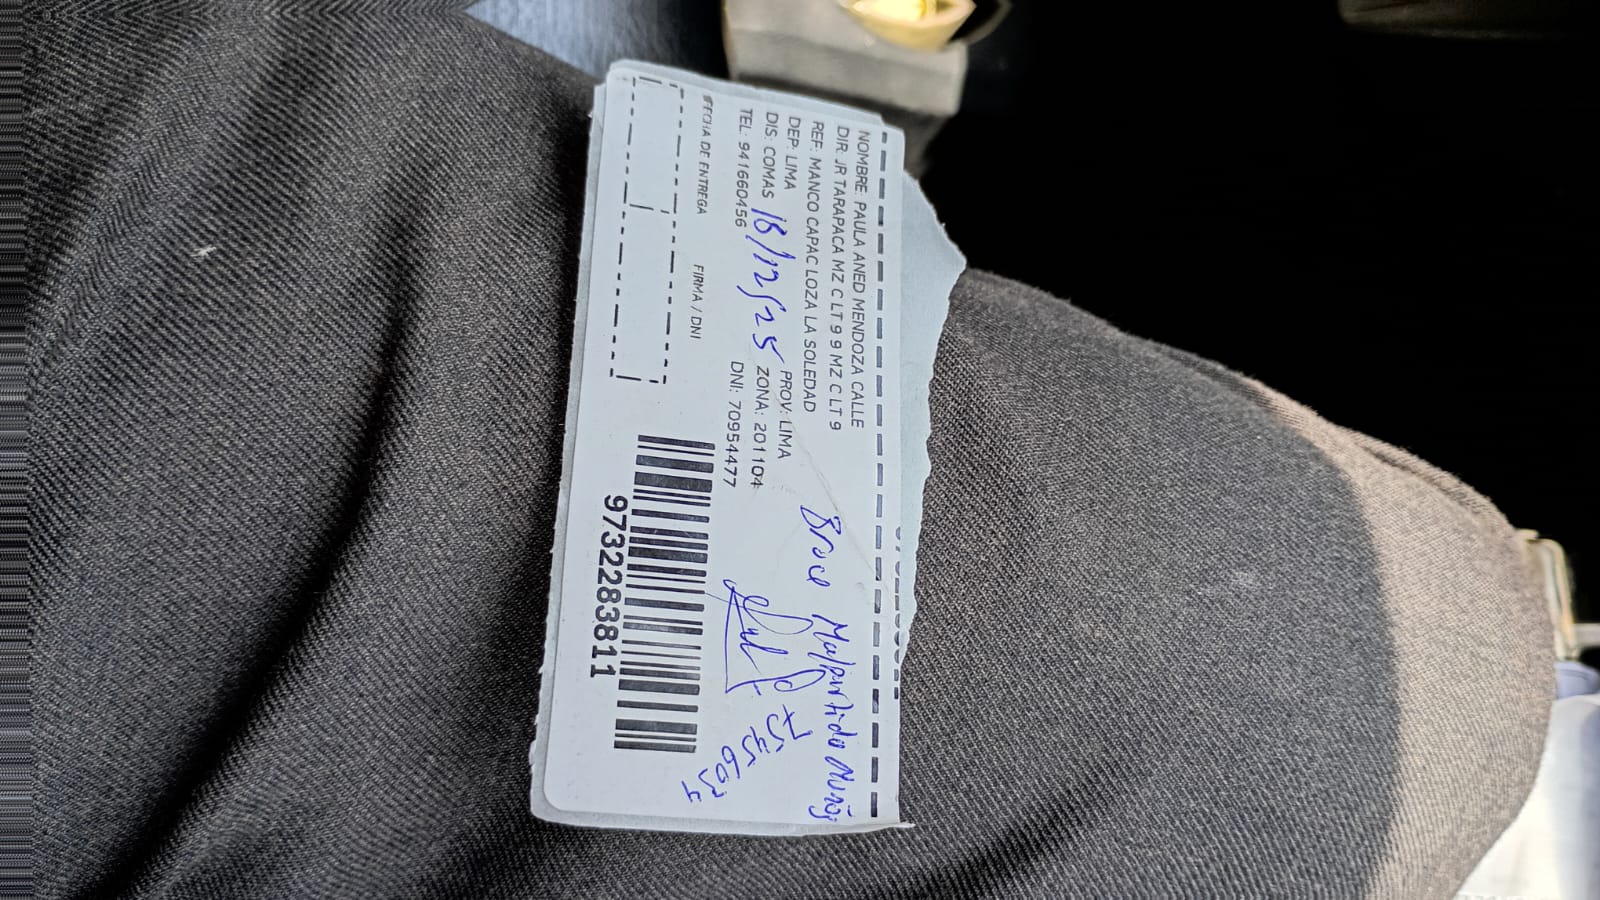 NOMBRE: PAULA ANED MENDOZA CALLE
DIR: JR TARAPACA MZ C LT 9 9 MZ C LT 9
REF: MANCO CAPAC LOZA LA SOLEDAD
DEP: LIMA PROV: LIMA
DIS: COMAS ZONA: 201104
TEL: 941660456 DNI: 70954477
18/12/25
Malpartida
FECHA DE ENTREGA FIRMA / DNI
9732283811